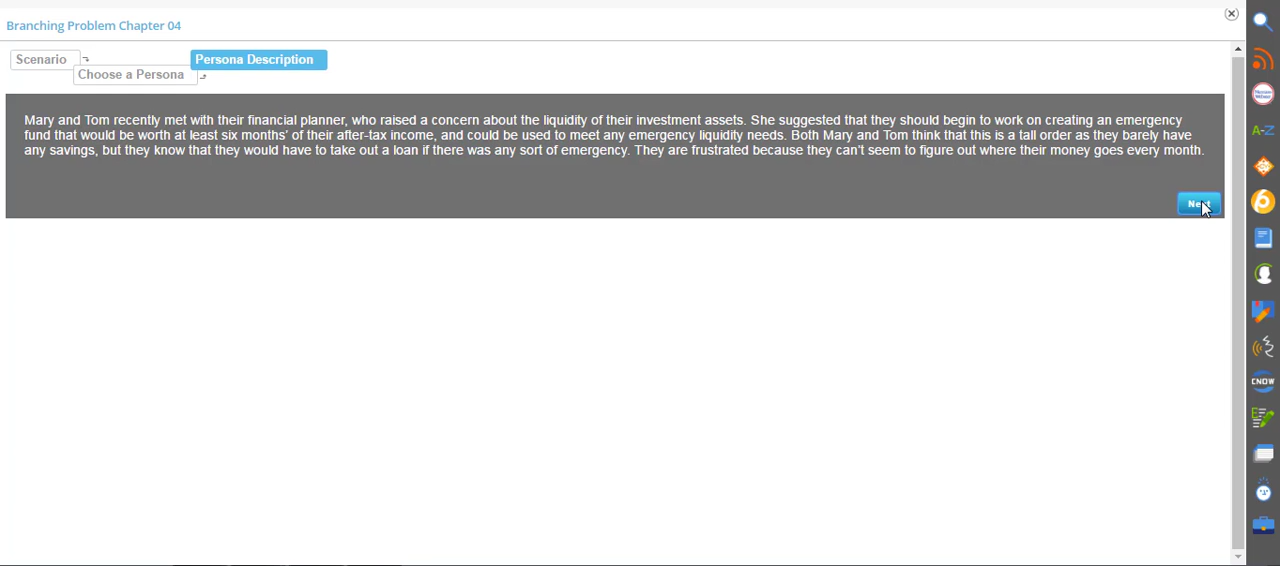 Branching Problem Chapter 04
Scenario
Persona Description
Choose a Persona
Mary and Tom recently met with their financial planner, who raised a concern about the liquidity of their investment assets. She suggested that they should begin to work on creating an emergency
fund that would be worth at least six months' of their after-tax income, and could be used to meet any emergency liquidity needs. Both Mary and Tom think that this is a tall order as they barely have
any savings, but they know that they would have to take out a loan if there was any sort of emergency. They are frustrated because they can't seem to figure out where their money goes every month.
Next
A-Z
CNOW